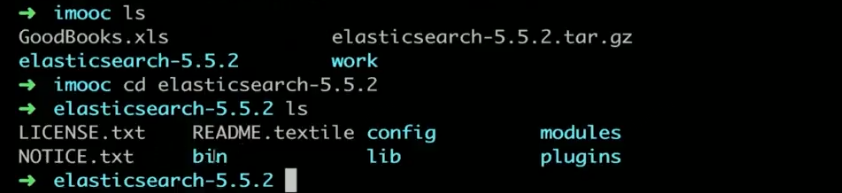 ➜ imooc ls
GoodBooks.xls elasticsearch-5.5.2.tar.gz
elasticsearch-5.5.2 work
➜ imooc cd elasticsearch-5.5.2
➜ elasticsearch-5.5.2 ls
LICENSE.txt README.textile config modules
NOTICE.txt bin lib plugins
➜ elasticsearch-5.5.2